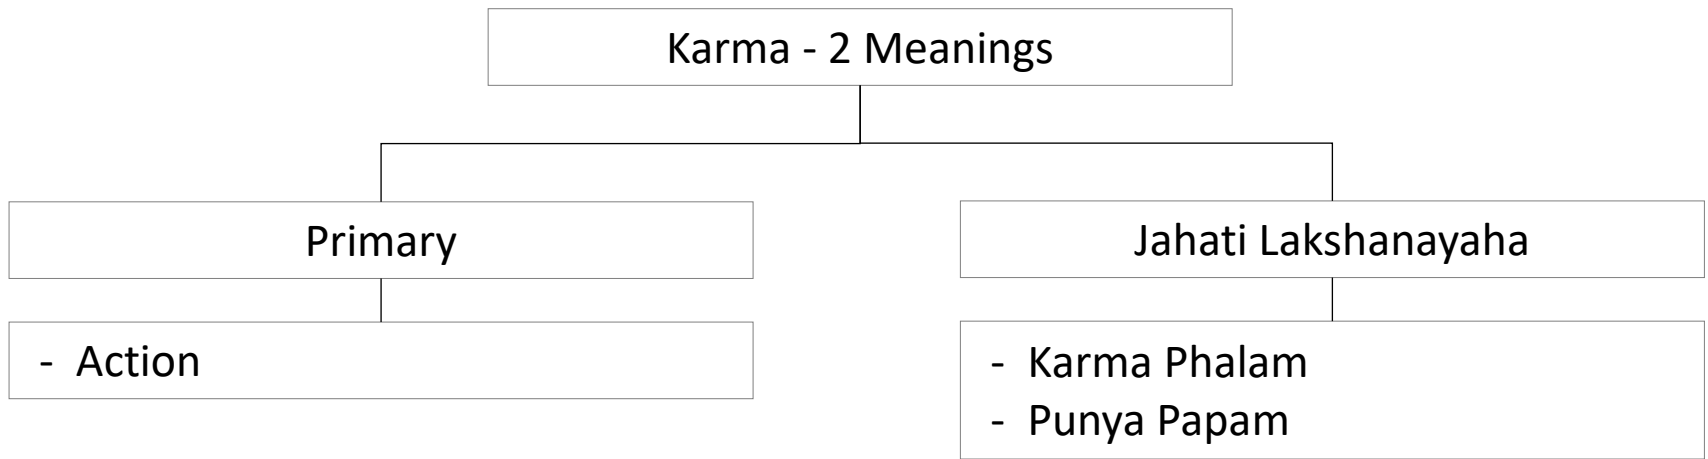 Karma - 2 Meanings
Primary
Jahati Lakshanayaha
- Action
- Karma Phalam
- Punya Papam